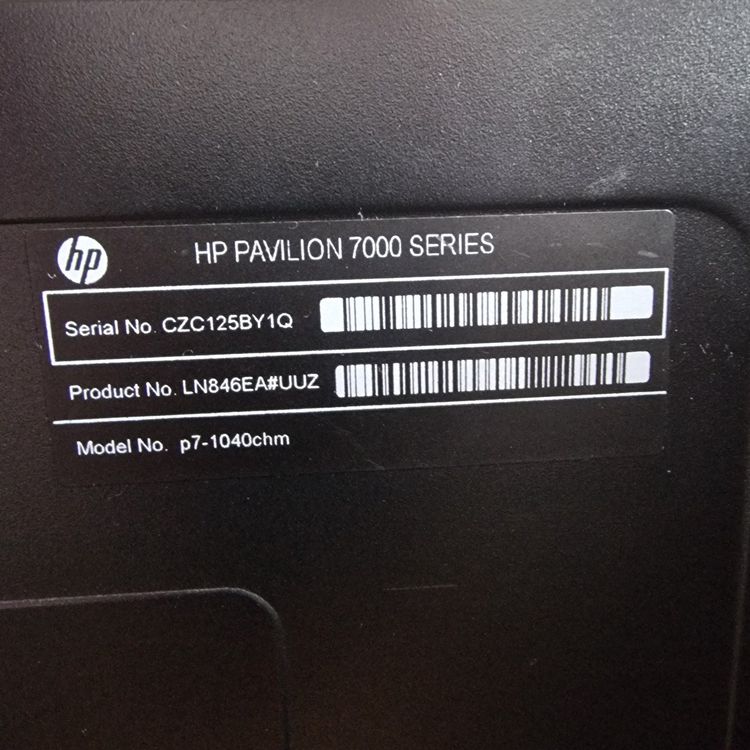 hp
HP PAVILION 7000 SERIES
Serial No. CZC125BY1Q
Product No. LN846EA#UUZ
Model No. p7-1040chm